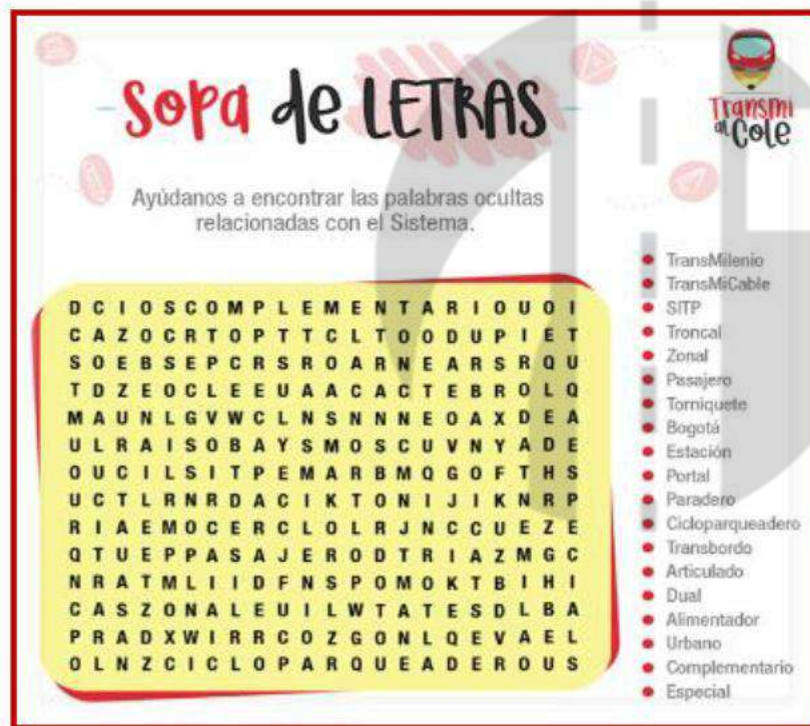 Sopa de LETRAS
Transmi
al Cole
Ayúdanos a encontrar las palabras ocultas
relacionadas con el Sistema.
D C I O S C O M P L E M E N T A R I O U O I
C A Z O C R T O P T T C L T O O D U P I E T
S O E B S E P C R S R O A R N E A R S R Q U
T D Z E O C L E E U A A C A C T E B R O L Q
M A U N L G V W C L N S N N N E O A X D E A
U L R A I S O B A Y S M O S C U V N Y A D E
O U C I L S I T P E M A R B M Q G O F T H S
U C T L R N R D A C I K T O N I J I K N R P
R I A E M O C E R C L O L R J N C C U E Z E
Q T U E P P A S A J E R O D T R I A Z M G C
N R A T M L I I D F N S P O M O K T B I H I
C A S Z O N A L E U I L W T A T E S D L B A
P R A D X W I R R C O Z G O N L Q E V A E L
O L N Z C I C L O P A R Q U E A D E R O U S
TransMilenio
TransMiCable
SITP
Troncal
Zonal
Pasajero
Torniquete
Bogotá
Estación
Portal
Paradero
Cicloparqueadero
Transbordo
Articulado
Dual
Alimentador
Urbano
Complementario
Especial